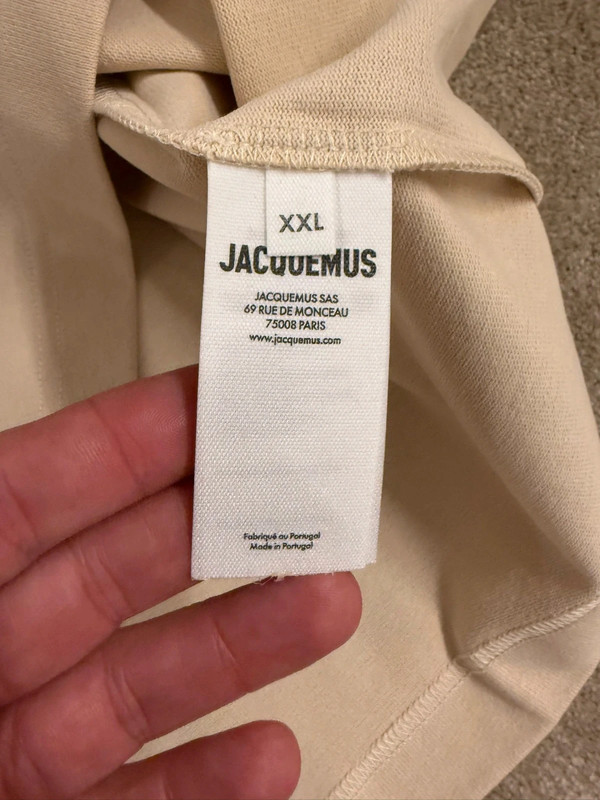 XXL
JACQUEMUS
JACQUEMUS SAS
69 RUE DE MONCEAU
75008 PARIS
www.jacquemus.com
Fabriqué au Portugal
Made in Portugal